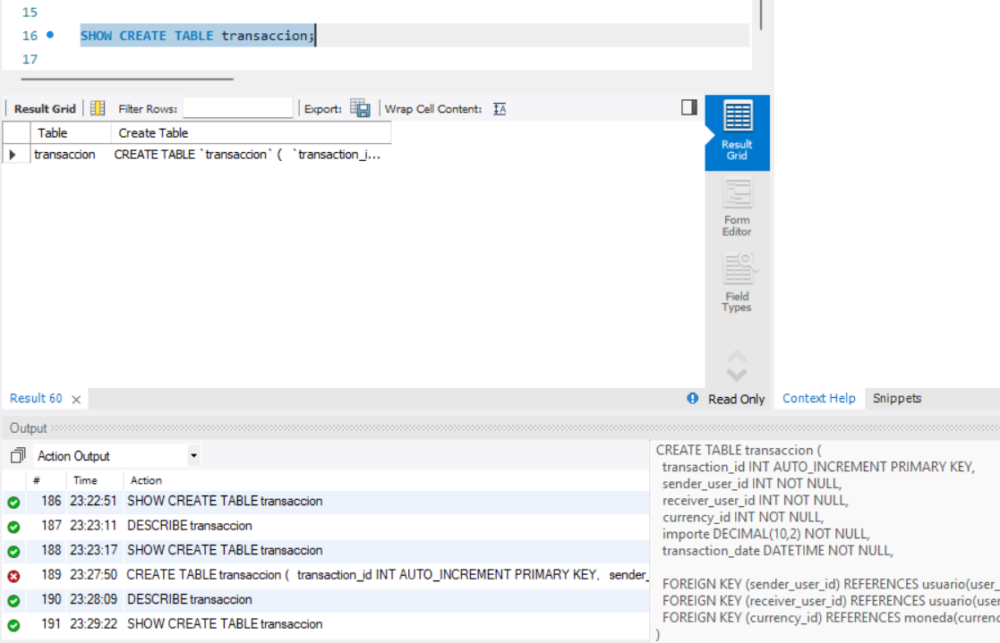 15
16 SHOW CREATE TABLE transaccion;
17
Result Grid Filter Rows: Export: Wrap Cell Content: IA
Table Create Table
transaccion CREATE TABLE `transaccion` ( `transaction_i...
Result
Grid
Form
Editor
Field
Types
Result 60 × Read Only Context Help Snippets
Output
Action Output
# Time Action
186 23:22:51 SHOW CREATE TABLE transaccion
187 23:23:11 DESCRIBE transaccion
188 23:23:17 SHOW CREATE TABLE transaccion
189 23:27:50 CREATE TABLE transaccion ( transaction_id INT AUTO_INCREMENT PRIMARY KEY, sender_
190 23:28:09 DESCRIBE transaccion
191 23:29:22 SHOW CREATE TABLE transaccion
CREATE TABLE transaccion (
transaction_id INT AUTO_INCREMENT PRIMARY KEY,
sender_user_id INT NOT NULL,
receiver_user_id INT NOT NULL,
currency_id INT NOT NULL,
importe DECIMAL(10,2) NOT NULL,
transaction_date DATETIME NOT NULL,
FOREIGN KEY (sender_user_id) REFERENCES usuario(user_
FOREIGN KEY (receiver_user_id) REFERENCES usuario(user
FOREIGN KEY (currency_id) REFERENCES moneda(currenc
)